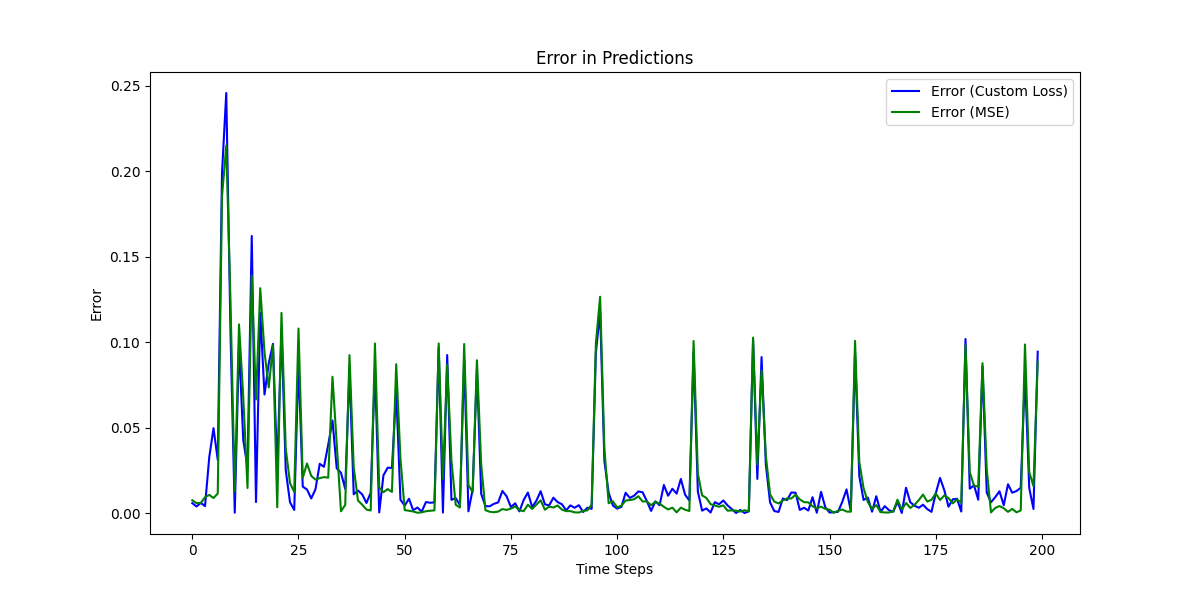 Error in Predictions
Error (Custom Loss)
Error (MSE)
0.25
0.20
0.15
0.10
0.05
0.00
Error
0 25 50 75 100 125 150 175 200
Time Steps